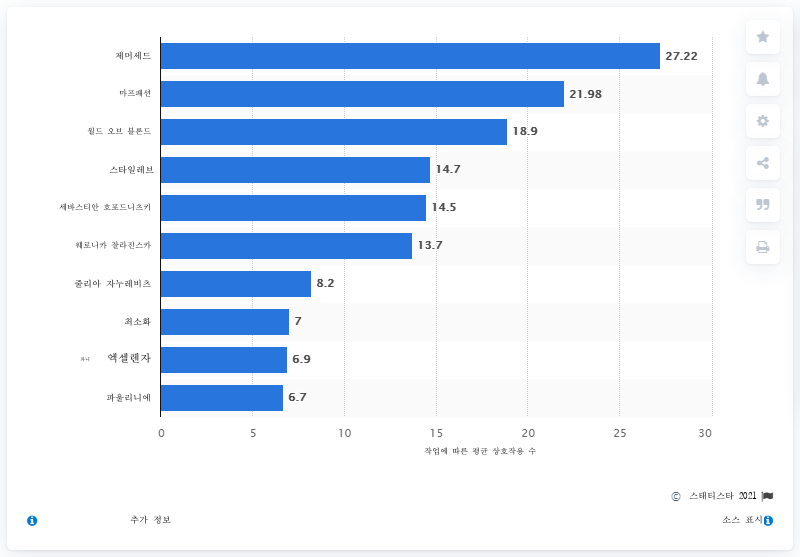 제머세드 27.22
마프패션 21.98
월드 오브 블론드 18.9
스타일레브 14.7
세바스티안 흐포드니츠키 14.5
웨로니카 잘라진스카 13.7
줄리아 자누레비츠 8.2
최소화 7
엑셀렌자 6.9
파울리니에 6.7
0 5 10 15 20 25 30
작업에 따른 평균 상호작용 수
© 스태티스타 2021
추가 정보 소스 표시